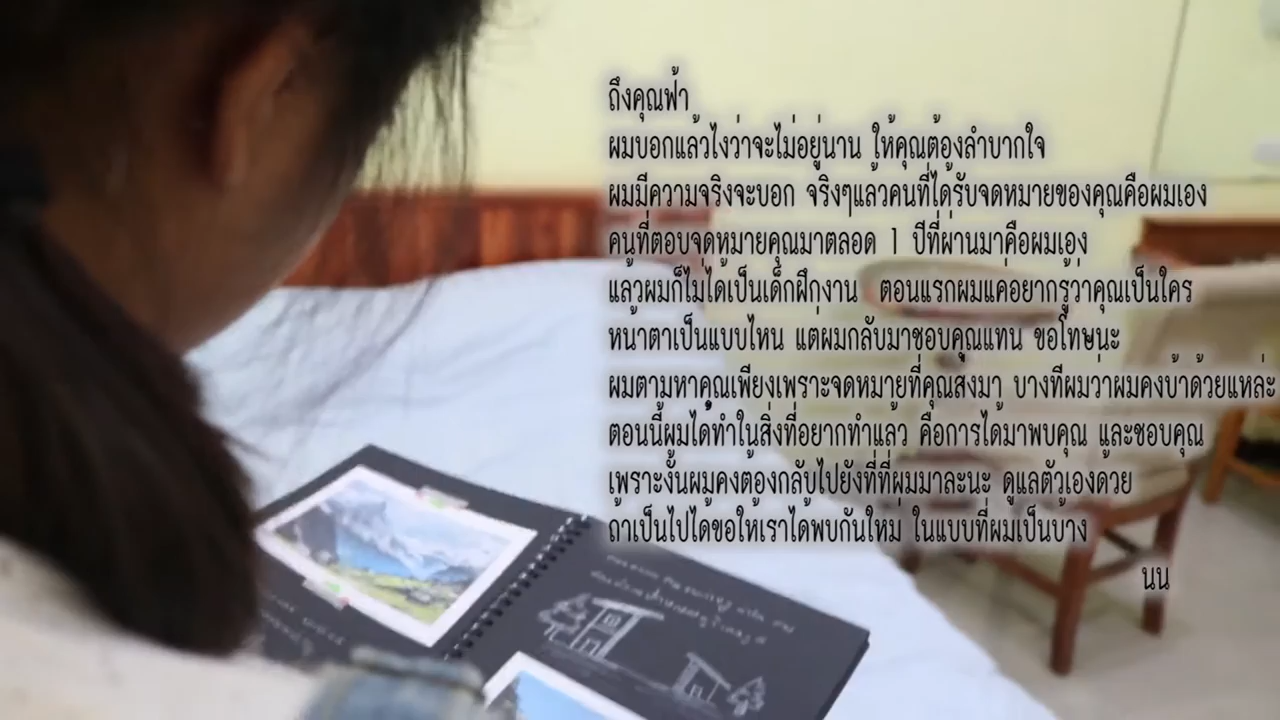 ถึงคุณฟ้า
ผมบอกแล้วไงว่าจะไม่อยู่นาน ให้คุณต้องลำบากใจ
ผมมีความจริงจะบอก จริงๆแล้วคนที่ได้รับจดหมายของคุณคือผมเอง
คนที่ตอบจดหมายคุณมาตลอด 1 ปีที่ผ่านมาคือผมเอง
แล้วผมก็ไม่ได้เป็นเด็กฝึกงาน ตอนแรกผมแค่อยากรู้ว่าคุณเป็นใคร
หน้าตาเป็นแบบไหน แต่ผมกลับมาชอบคุณแทน ขอโทษนะ
ผมตามหาคุณเพียงเพราะจดหมายที่คุณส่งมา บางทีผมว่าผมคงบ้าด้วยแหละ
ตอนนี้ผมได้ทำในสิ่งที่อยากทำแล้ว คือการได้มาพบคุณ และชอบคุณ
เพราะงั้นผมคงต้องกลับไปยังที่ที่ผมมาละนะ ดูแลตัวเองด้วย
ถ้าเป็นไปได้ขอให้เราได้พบกันใหม่ ในแบบที่ผมเป็นบ้าง
นน